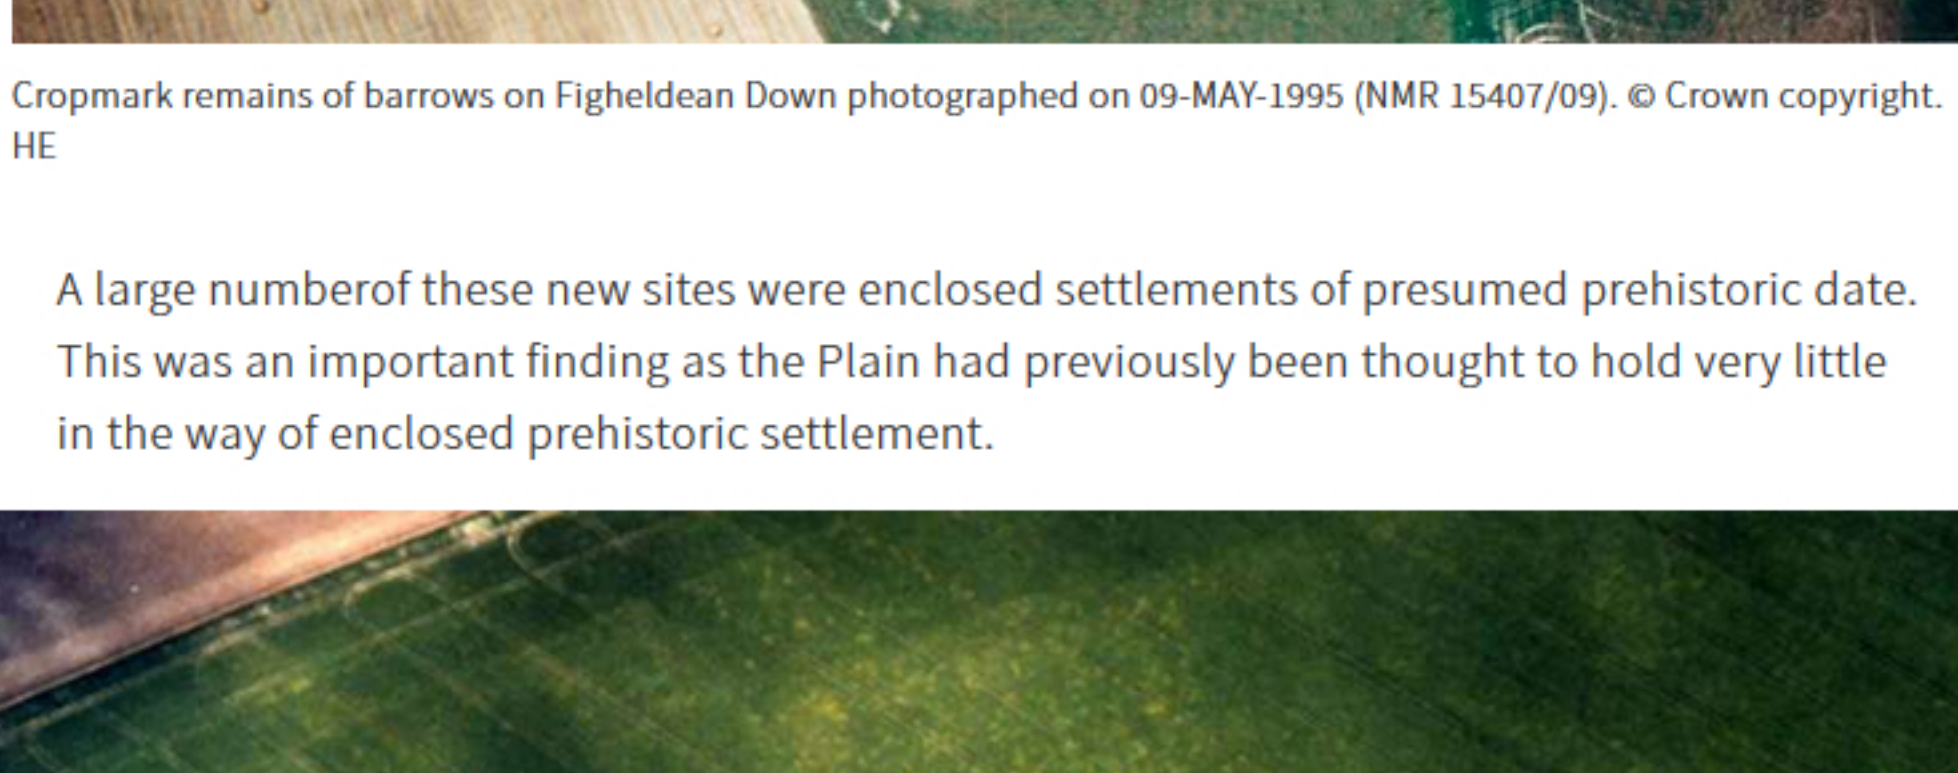 Cropmark remains of barrows on Figheldean Down photographed on 09-MAY-1995 (NMR 15407/09). © Crown copyright.
HE
A large numberof these new sites were enclosed settlements of presumed prehistoric date.
This was an important finding as the Plain had previously been thought to hold very little
in the way of enclosed prehistoric settlement.